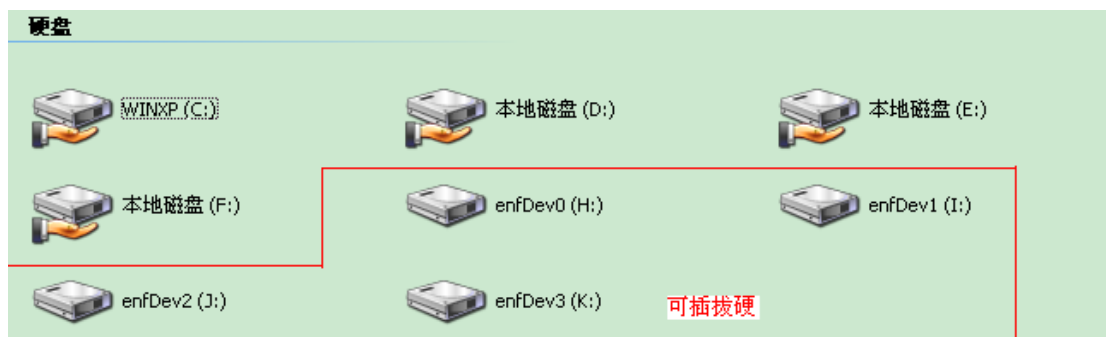 硬盘
WINXP (C:)
本地磁盘 (D:)
本地磁盘 (E:)
本地磁盘 (F:)
enfDev0 (H:)
enfDev1 (I:)
enfDev2 (J:)
enfDev3 (K:)
可插拔硬